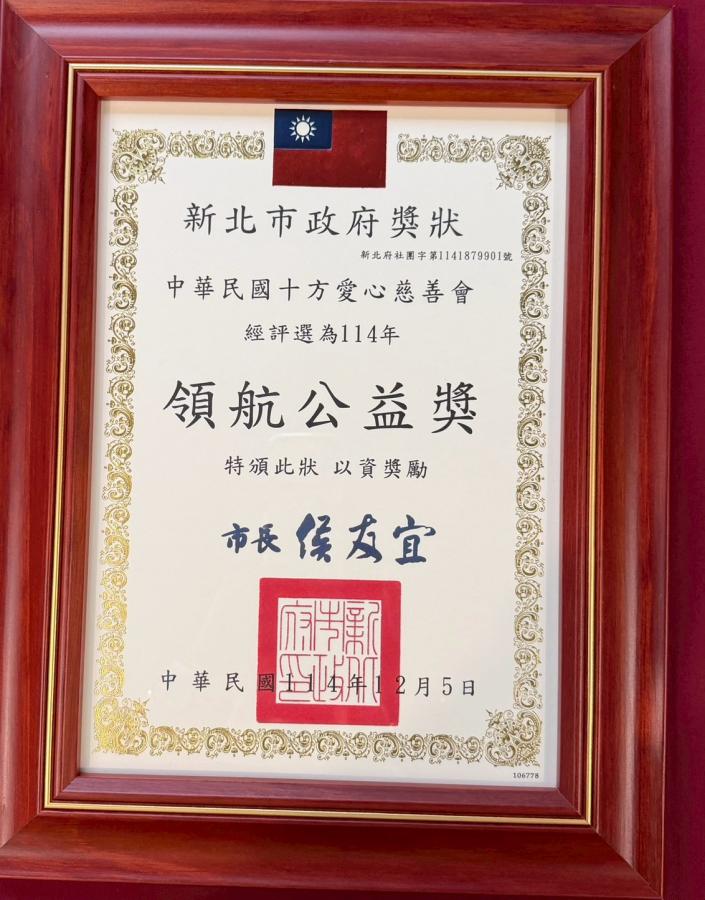 新北市政府獎狀
新北府社團字第1141879901號
中華民國十方愛心慈善會
經評選為114年
領航公益獎
特頒此狀 以資獎勵
市長 侯友宜
新北市政府印
中華民國114年12月5日
106778